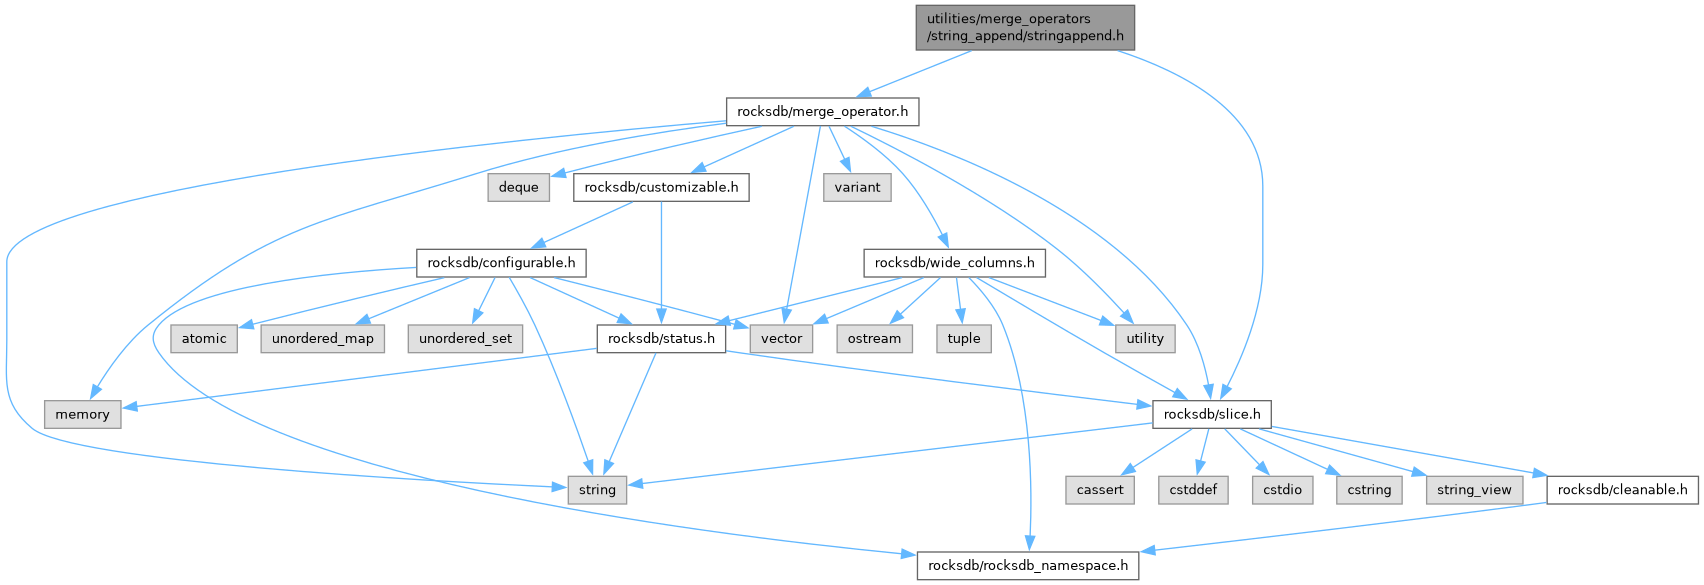 utilities/merge_operators
/string_append/stringappend.h
rocksdb/merge_operator.h
deque
rocksdb/customizable.h
variant
rocksdb/configurable.h
rocksdb/wide_columns.h
atomic
unordered_map
unordered_set
rocksdb/status.h
vector
ostream
tuple
utility
memory
rocksdb/slice.h
string
cassert
cstddef
cstdio
cstring
string_view
rocksdb/cleanable.h
rocksdb/rocksdb_namespace.h